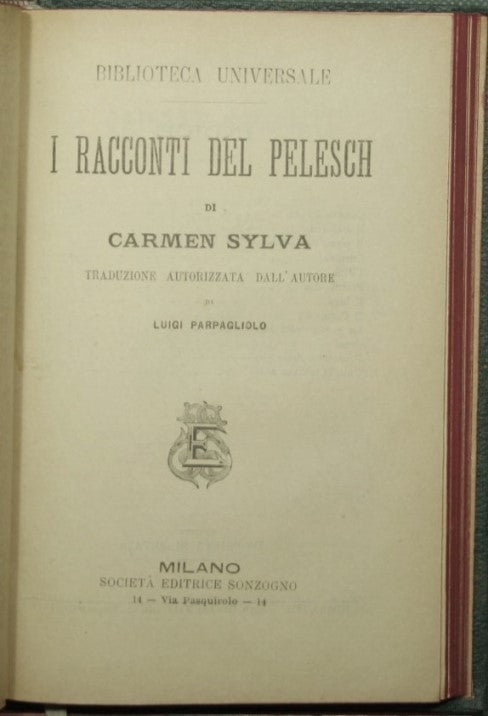 BIBLIOTECA UNIVERSALE
I RACCONTI DEL PELESCH
DI
CARMEN SYLVA
TRADUZIONE AUTORIZZATA DALL'AUTORE
DI
LUIGI PARPAGLIOLO
E
MILANO
SOCIETÀ EDITRICE SONZOGNO
14 — Via Pasquirolo — 14